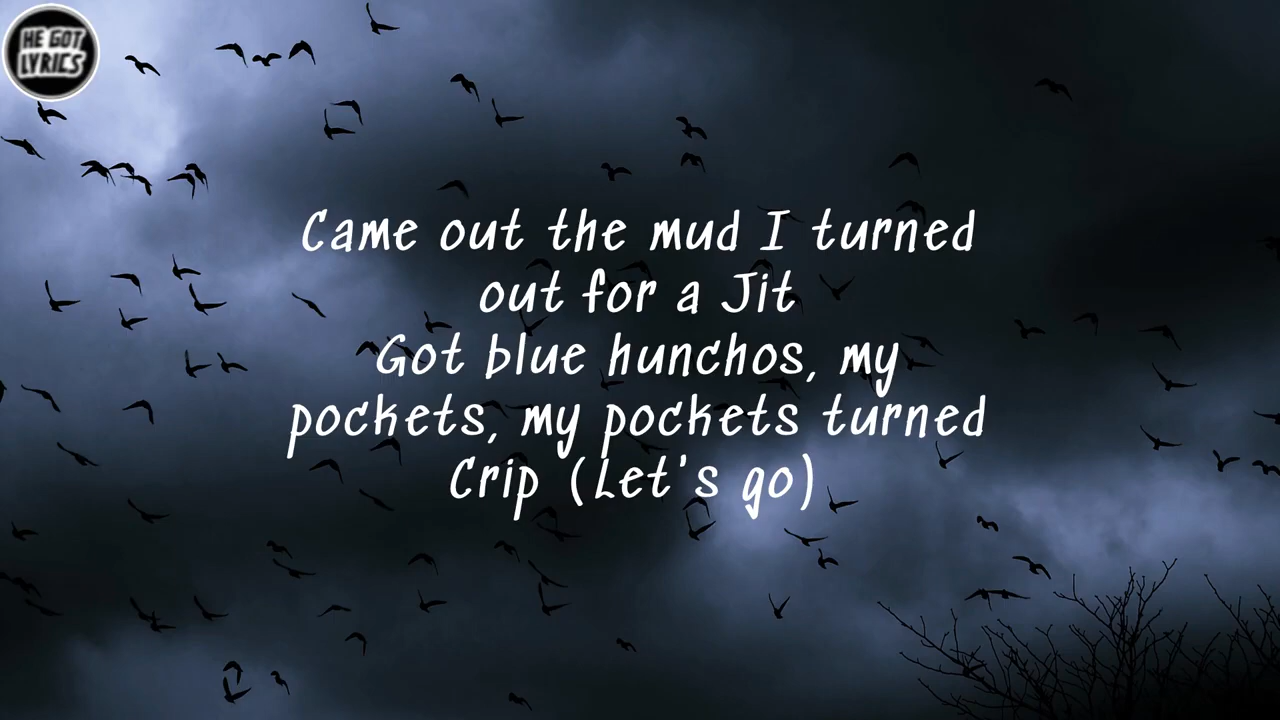 HE GOT
LYRICS
Came out the mud I turned
out for a Jit
Got blue hunchos, my
pockets, my pockets turned
Crip (Let's go)